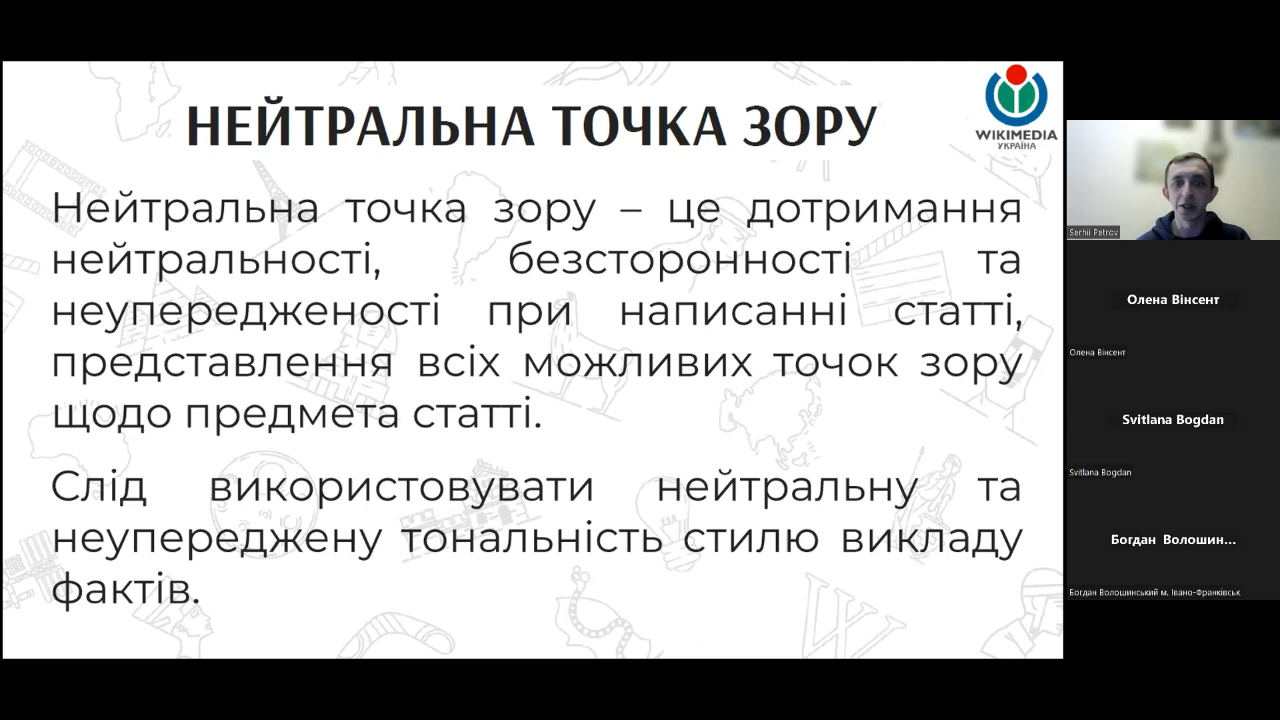 НЕЙТРАЛЬНА ТОЧКА ЗОРУ
WIKIMEDIA
УКРАЇНА
Нейтральна точка зору – це дотримання
нейтральності, безсторонності та
неупередженості при написанні статті,
представлення всіх можливих точок зору
щодо предмета статті.
Слід використовувати нейтральну та
неупереджену тональність стилю викладу
фактів.
Serhii Petrov
Олена Вінсент
Олена Вінсент
Svitlana Bogdan
Svitlana Bogdan
Богдан Волошин...
Богдан Волошинський м. Івано-Франківськ